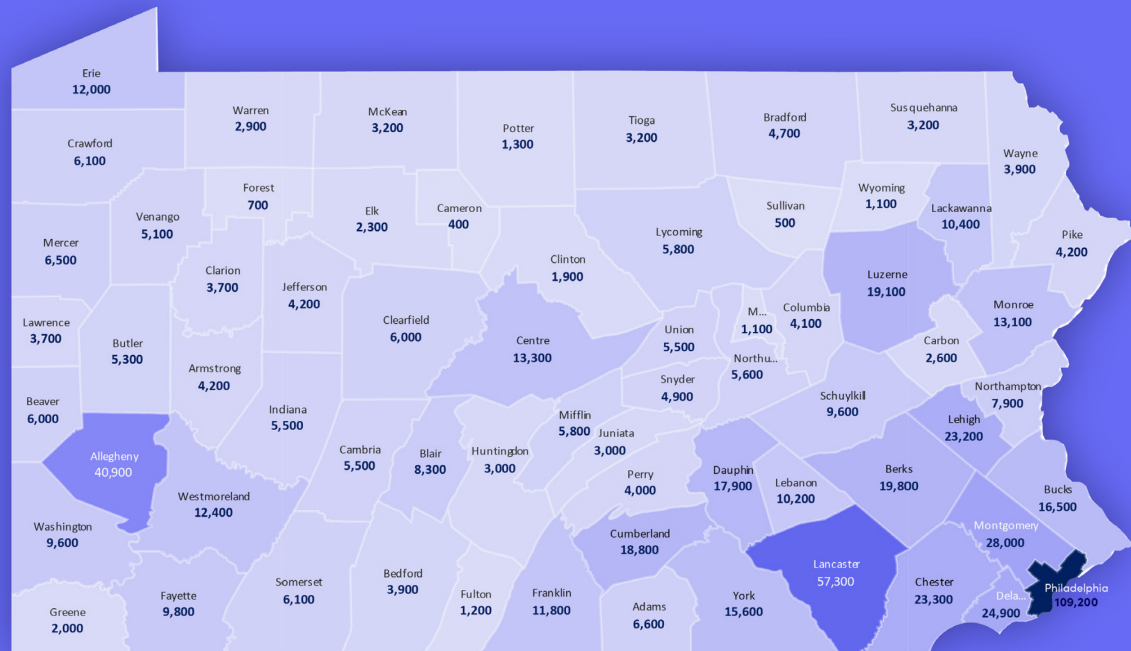 Erie
12,000
Warren
2,900
McKean
3,200
Potter
1,300
Tioga
3,200
Bradford
4,700
Susquehanna
3,200
Wayne
3,900
Crawford
6,100
Forest
700
Venango
5,100
Elk
2,300
Cameron
400
Clinton
1,900
Lycoming
5,800
Sullivan
500
Wyoming
1,100
Lackawanna
10,400
Pike
4,200
Mercer
6,500
Clarion
3,700
Jefferson
4,200
Luzerne
19,100
Monroe
13,100
Lawrence
3,700
Butler
5,300
Clearfield
6,000
Centre
13,300
Union
5,500
M...
1,100
Columbia
4,100
Carbon
2,600
Armstrong
4,200
Northu...
5,600
Snyder
4,900
Schuylkill
9,600
Northampton
7,900
Beaver
6,000
Indiana
5,500
Mifflin
5,800
Juniata
3,000
Lehigh
23,200
Allegheny
40,900
Cambria
5,500
Blair
8,300
Huntingdon
3,000
Perry
4,000
Dauphin
17,900
Lebanon
10,200
Berks
19,800
Bucks
16,500
Westmoreland
12,400
Washington
9,600
Cumberland
18,800
Montgomery
28,000
Lancaster
57,300
Greene
2,000
Fayette
9,800
Somerset
6,100
Bedford
3,900
Fulton
1,200
Franklin
11,800
Adams
6,600
York
15,600
Chester
23,300
Dela...
24,900
Philadelphia
109,200